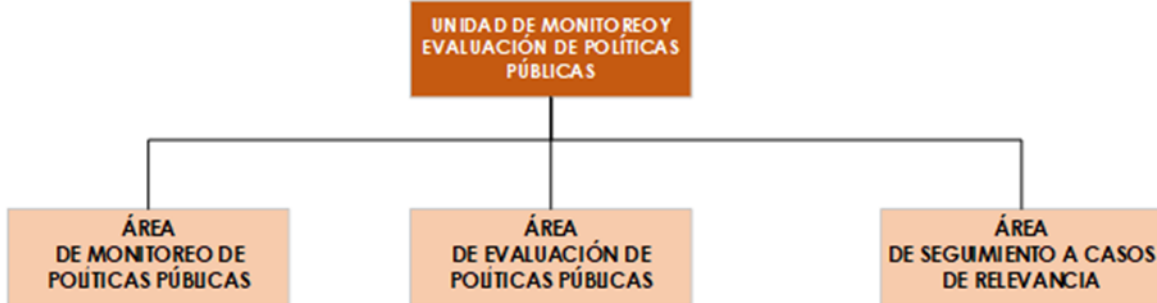 UNIDAD DE MONITOREO Y
EVALUACIÓN DE POLÍTICAS
PÚBLICAS
ÁREA
DE MONITOREO DE
POLÍTICAS PÚBLICAS
ÁREA
DE EVALUACIÓN DE
POLÍTICAS PÚBLICAS
ÁREA
DE SEGUIMIENTO A CASOS
DE RELEVANCIA